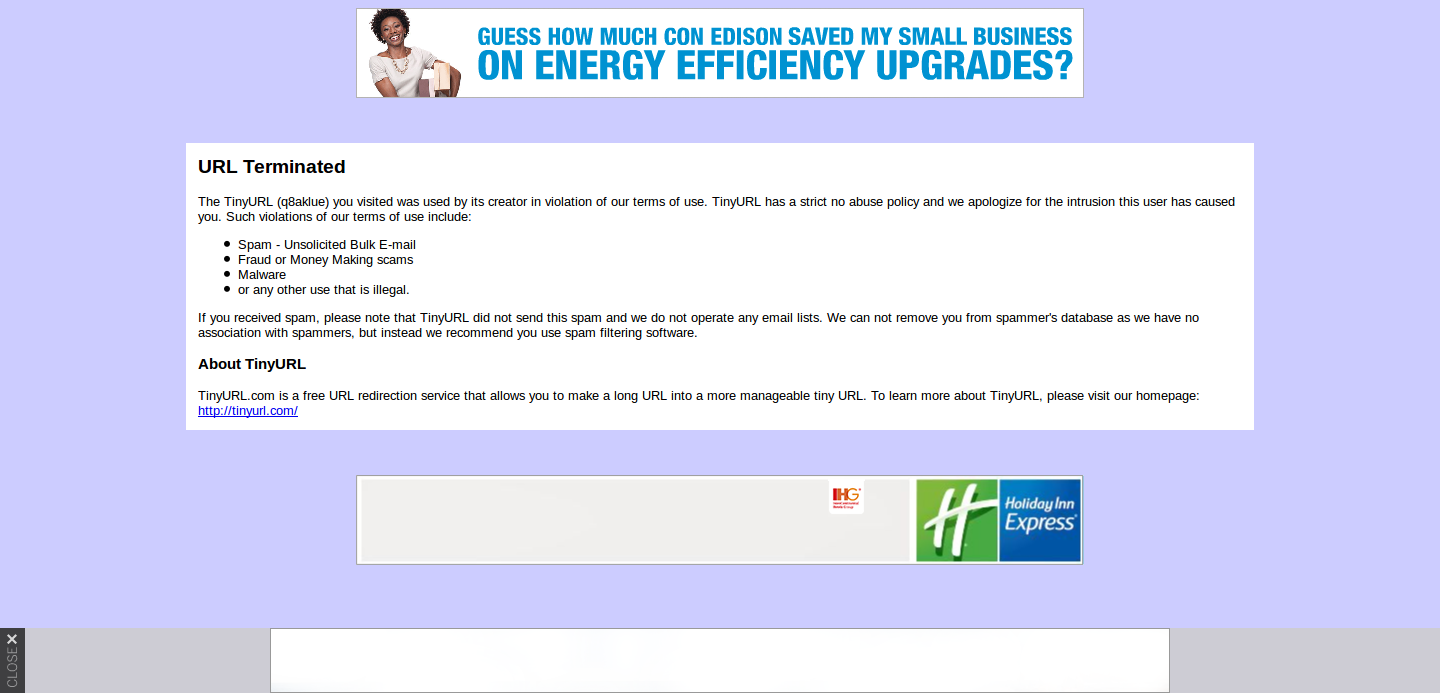 GUESS HOW MUCH CON EDISON SAVED MY SMALL BUSINESS
ON ENERGY EFFICIENCY UPGRADES?
URL Terminated
The TinyURL (q8aklue) you visited was used by its creator in violation of our terms of use. TinyURL has a strict no abuse policy and we apologize for the intrusion this user has caused
you. Such violations of our terms of use include:
Spam - Unsolicited Bulk E-mail
Fraud or Money Making scams
Malware
or any other use that is illegal.
If you received spam, please note that TinyURL did not send this spam and we do not operate any email lists. We can not remove you from spammer's database as we have no
association with spammers, but instead we recommend you use spam filtering software.
About TinyURL
TinyURL.com is a free URL redirection service that allows you to make a long URL into a more manageable tiny URL. To learn more about TinyURL, please visit our homepage:
http://tinyurl.com/
IHG
H
Holiday Inn
Express
CLOSE